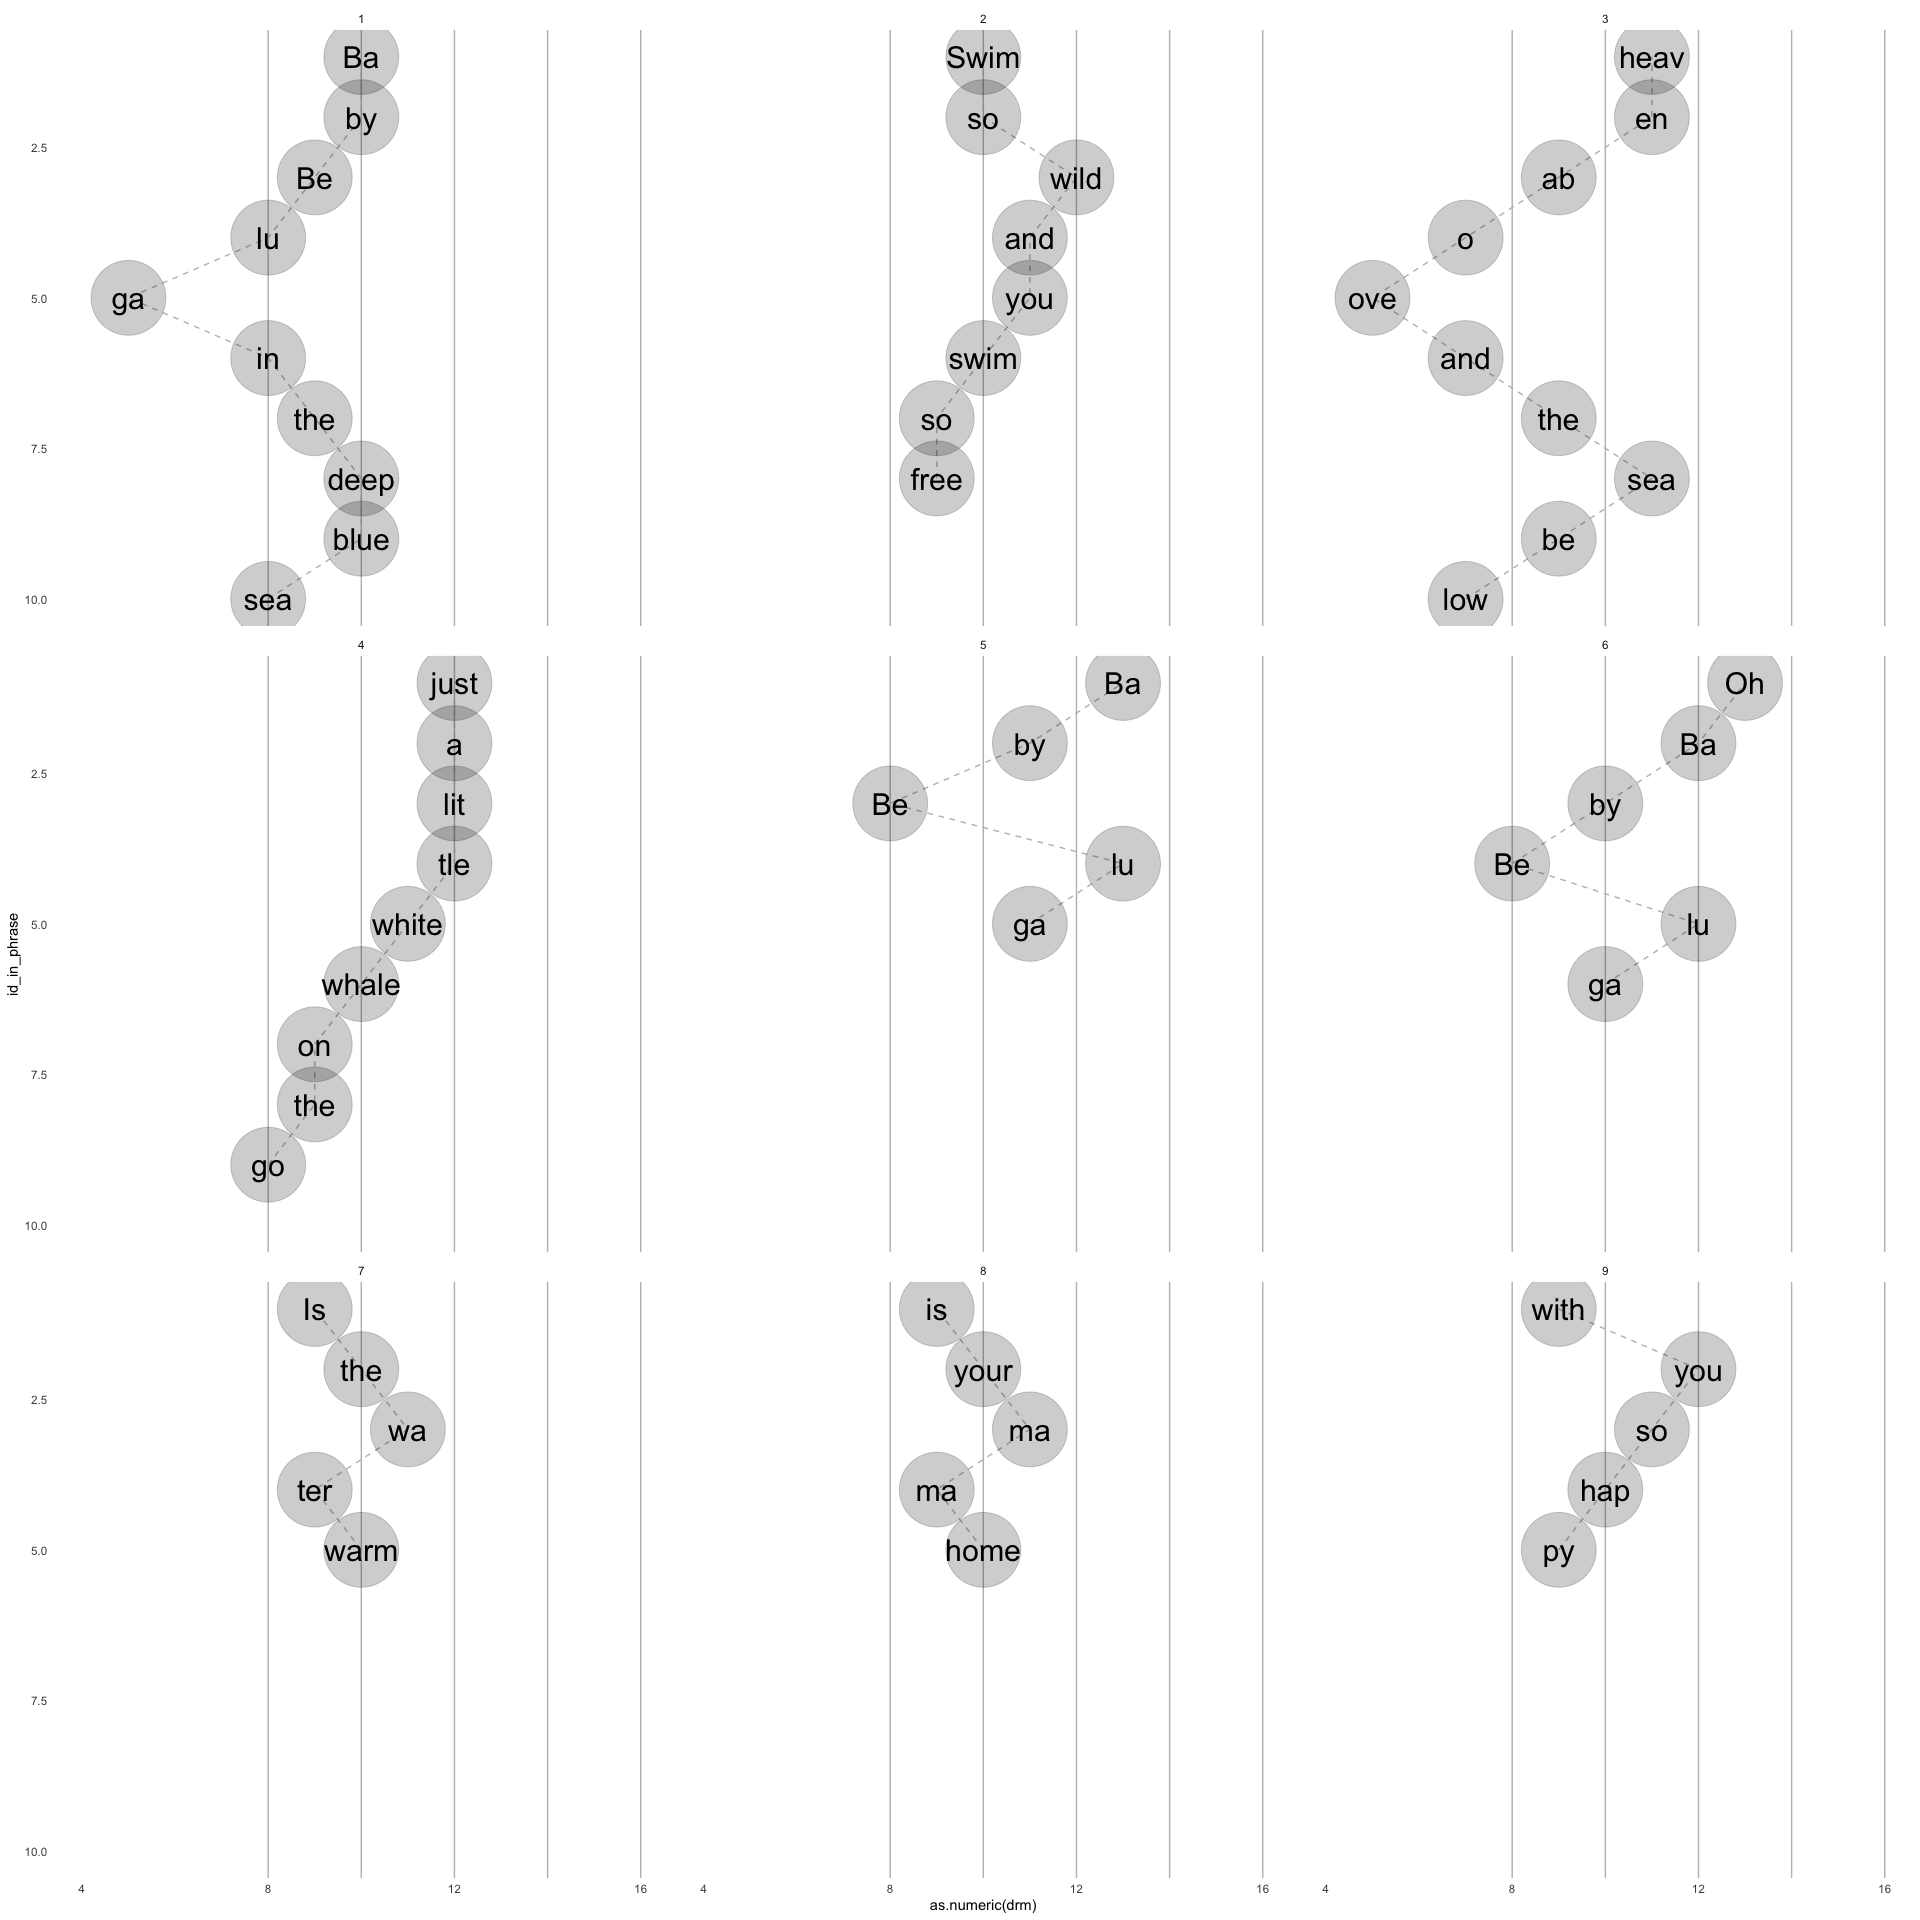 1
Ba
by
Be
lu
ga
in
the
deep
blue
sea
2
Swim
so
wild
and
you
swim
so
free
3
heav
en
ab
o
ove
and
the
sea
be
low
2.5
5.0
7.5
10.0
4
just
a
lit
tle
white
whale
on
the
go
5
Ba
by
Be
lu
ga
6
Oh
Ba
by
Be
lu
ga
2.5
5.0
7.5
10.0
7
Is
the
wa
ter
warm
8
is
your
ma
ma
home
9
with
you
so
hap
py
2.5
5.0
7.5
10.0
4 8 12 16 4 8 12 16 4 8 12 16
as.numeric(drm)
id_in_phrase